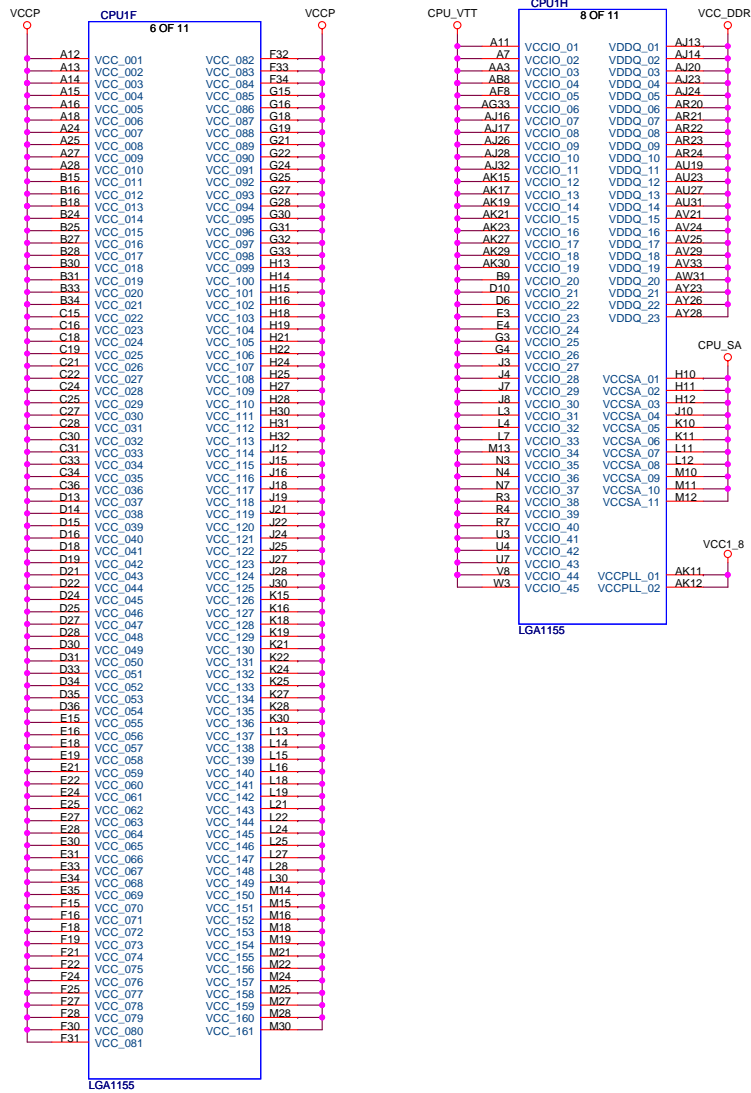 VCCP VCCP
CPU1F
6 OF 11
A12 VCC_001 VCC_082 F32
A13 VCC_002 VCC_083 F33
A14 VCC_003 VCC_084 F34
A15 VCC_004 VCC_085 G15
A16 VCC_005 VCC_086 G16
A18 VCC_006 VCC_087 G18
A24 VCC_007 VCC_088 G19
A25 VCC_008 VCC_089 G21
A27 VCC_009 VCC_090 G22
A28 VCC_010 VCC_091 G24
B15 VCC_011 VCC_092 G25
B16 VCC_012 VCC_093 G27
B18 VCC_013 VCC_094 G28
B24 VCC_014 VCC_095 G30
B25 VCC_015 VCC_096 G31
B27 VCC_016 VCC_097 G32
B28 VCC_017 VCC_098 G33
B30 VCC_018 VCC_099 H13
B31 VCC_019 VCC_100 H14
B33 VCC_020 VCC_101 H15
B34 VCC_021 VCC_102 H16
C15 VCC_022 VCC_103 H18
C16 VCC_023 VCC_104 H19
C18 VCC_024 VCC_105 H21
C19 VCC_025 VCC_106 H22
C21 VCC_026 VCC_107 H24
C22 VCC_027 VCC_108 H25
C24 VCC_028 VCC_109 H27
C25 VCC_029 VCC_110 H28
C27 VCC_030 VCC_111 H30
C28 VCC_031 VCC_112 H31
C30 VCC_032 VCC_113 H32
C31 VCC_033 VCC_114 J12
C33 VCC_034 VCC_115 J15
C34 VCC_035 VCC_116 J16
C36 VCC_036 VCC_117 J18
D13 VCC_037 VCC_118 J19
D14 VCC_038 VCC_119 J21
D15 VCC_039 VCC_120 J22
D16 VCC_040 VCC_121 J24
D18 VCC_041 VCC_122 J25
D19 VCC_042 VCC_123 J27
D21 VCC_043 VCC_124 J28
D22 VCC_044 VCC_125 J30
D24 VCC_045 VCC_126 K15
D25 VCC_046 VCC_127 K16
D27 VCC_047 VCC_128 K18
D28 VCC_048 VCC_129 K19
D30 VCC_049 VCC_130 K21
D31 VCC_050 VCC_131 K22
D33 VCC_051 VCC_132 K24
D34 VCC_052 VCC_133 K25
D35 VCC_053 VCC_134 K27
D36 VCC_054 VCC_135 K28
E15 VCC_055 VCC_136 K30
E16 VCC_056 VCC_137 L13
E18 VCC_057 VCC_138 L14
E19 VCC_058 VCC_139 L15
E21 VCC_059 VCC_140 L16
E22 VCC_060 VCC_141 L18
E24 VCC_061 VCC_142 L19
E25 VCC_062 VCC_143 L21
E27 VCC_063 VCC_144 L22
E28 VCC_064 VCC_145 L24
E30 VCC_065 VCC_146 L25
E31 VCC_066 VCC_147 L27
E33 VCC_067 VCC_148 L28
E34 VCC_068 VCC_149 L30
E35 VCC_069 VCC_150 M14
F15 VCC_070 VCC_151 M15
F16 VCC_071 VCC_152 M16
F18 VCC_072 VCC_153 M18
F19 VCC_073 VCC_154 M19
F21 VCC_074 VCC_155 M21
F22 VCC_075 VCC_156 M22
F24 VCC_076 VCC_157 M24
F25 VCC_077 VCC_158 M25
F27 VCC_078 VCC_159 M27
F28 VCC_079 VCC_160 M28
F30 VCC_080 VCC_161 M30
F31 VCC_081
LGA1155
CPU1H
CPU_VTT VCC_DDR
8 OF 11
A11 VCCIO_01 VDDQ_01 AJ13
A7 VCCIO_02 VDDQ_02 AJ14
AA3 VCCIO_03 VDDQ_03 AJ20
AB8 VCCIO_04 VDDQ_04 AJ23
AF8 VCCIO_05 VDDQ_05 AJ24
AG33 VCCIO_06 VDDQ_06 AR20
AJ16 VCCIO_07 VDDQ_07 AR21
AJ17 VCCIO_08 VDDQ_08 AR22
AJ26 VCCIO_09 VDDQ_09 AR23
AJ28 VCCIO_10 VDDQ_10 AR24
AJ32 VCCIO_11 VDDQ_11 AU19
AK15 VCCIO_12 VDDQ_12 AU23
AK17 VCCIO_13 VDDQ_13 AU27
AK19 VCCIO_14 VDDQ_14 AU31
AK21 VCCIO_15 VDDQ_15 AV21
AK23 VCCIO_16 VDDQ_16 AV24
AK27 VCCIO_17 VDDQ_17 AV25
AK29 VCCIO_18 VDDQ_18 AV29
AK30 VCCIO_19 VDDQ_19 AV33
B9 VCCIO_20 VDDQ_20 AW31
D10 VCCIO_21 VDDQ_21 AY23
D6 VCCIO_22 VDDQ_22 AY26
E3 VCCIO_23 VDDQ_23 AY28
E4 VCCIO_24
G3 VCCIO_25
CPU_SA
G4 VCCIO_26
J3 VCCIO_27
J4 VCCIO_28 VCCSA_01 H10
J7 VCCIO_29 VCCSA_02 H11
J8 VCCIO_30 VCCSA_03 H12
L3 VCCIO_31 VCCSA_04 J10
L4 VCCIO_32 VCCSA_05 K10
L7 VCCIO_33 VCCSA_06 K11
M13 VCCIO_34 VCCSA_07 L11
N3 VCCIO_35 VCCSA_08 L12
N4 VCCIO_36 VCCSA_09 M10
N7 VCCIO_37 VCCSA_10 M11
R3 VCCIO_38 VCCSA_11 M12
R4 VCCIO_39
R7 VCCIO_40
U3 VCCIO_41
VCC1_8
U4 VCCIO_42
U7 VCCIO_43
V8 VCCIO_44 VCCPLL_01 AK11
W3 VCCIO_45 VCCPLL_02 AK12
LGA1155